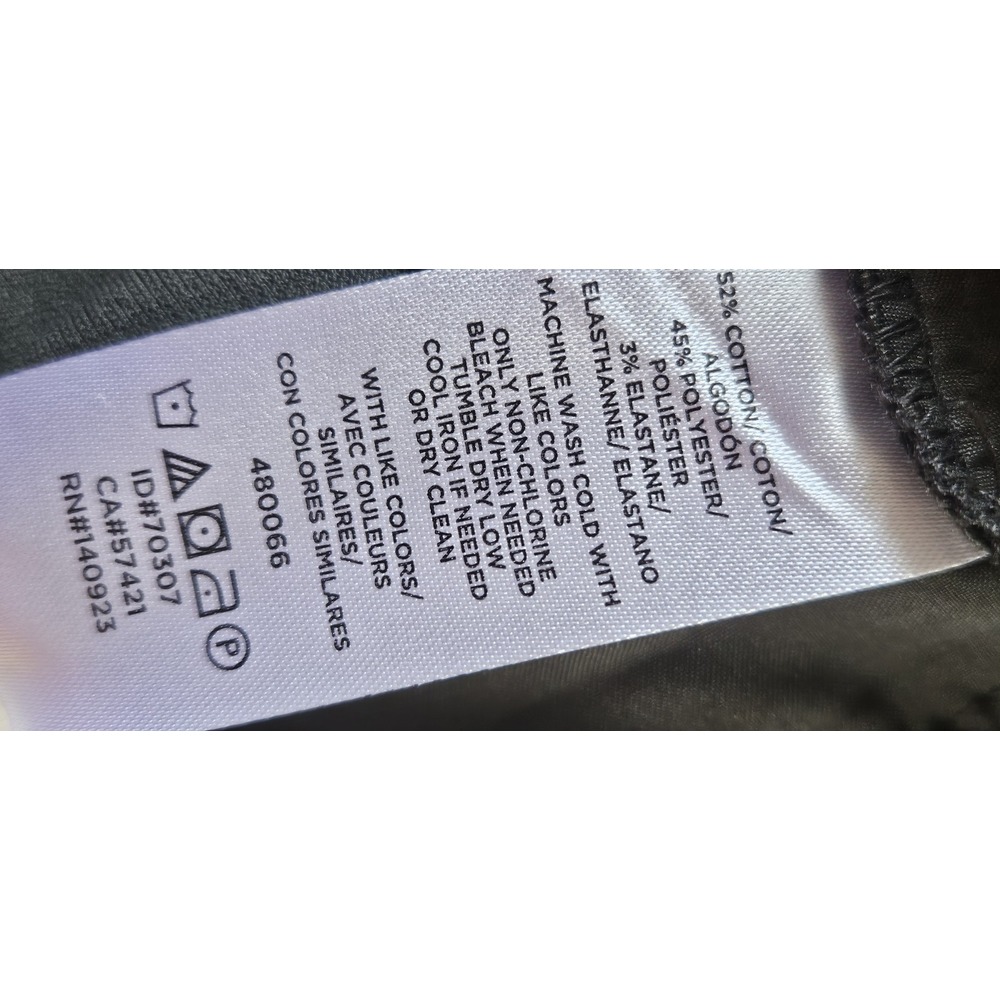 52% COTTON/ COTON/
ALGODÓN
45% POLYESTER/
POLIÉSTER
3% ELASTANE/
ELASTHANNE/ ELASTANO
MACHINE WASH COLD WITH
LIKE COLORS
ONLY NON-CHLORINE
BLEACH WHEN NEEDED
TUMBLE DRY LOW
COOL IRON IF NEEDED
OR DRY CLEAN
WITH LIKE COLORS/
AVEC COULEURS
SIMILAIRES/
CON COLORES SIMILARES
480066
P
ID#70307
CA#57421
RN#140923